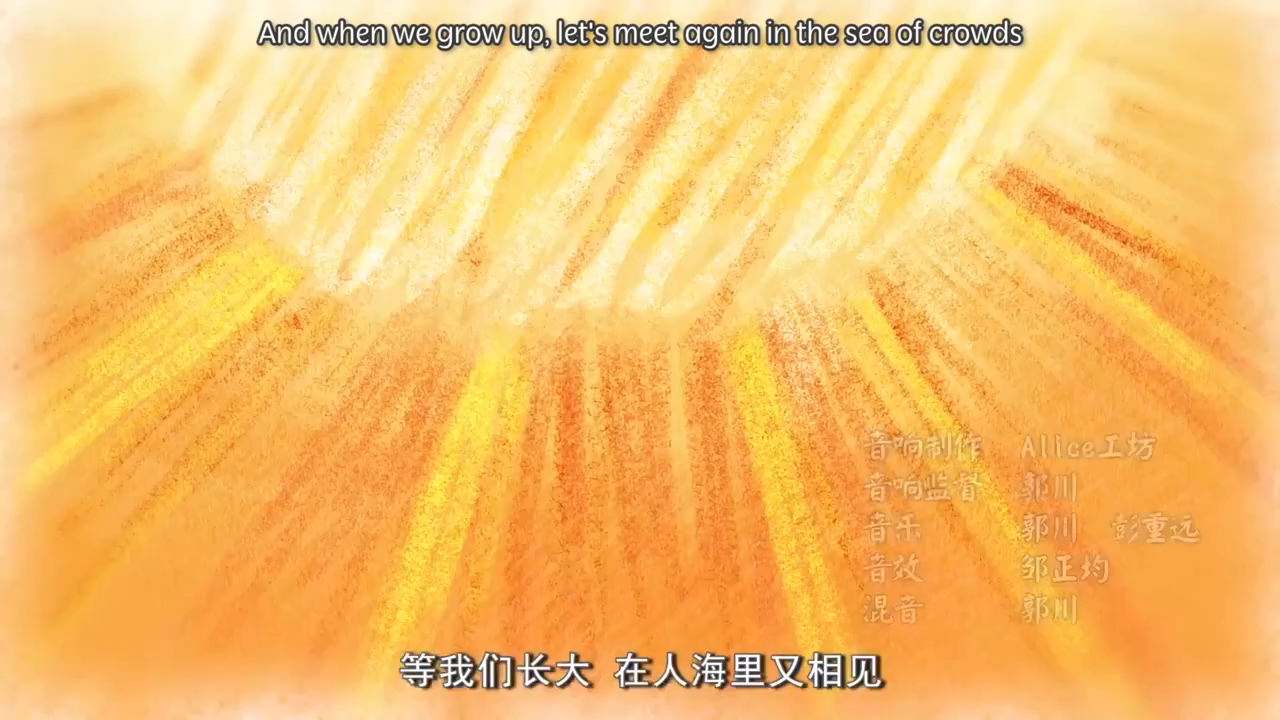 And when we grow up, let's meet again in the sea of crowds
音响制作 Alice工坊
音响监督 郭川
音乐 郭川 彭重远
音效 邹正均
混音 郭川
等我们长大 在人海里又相见